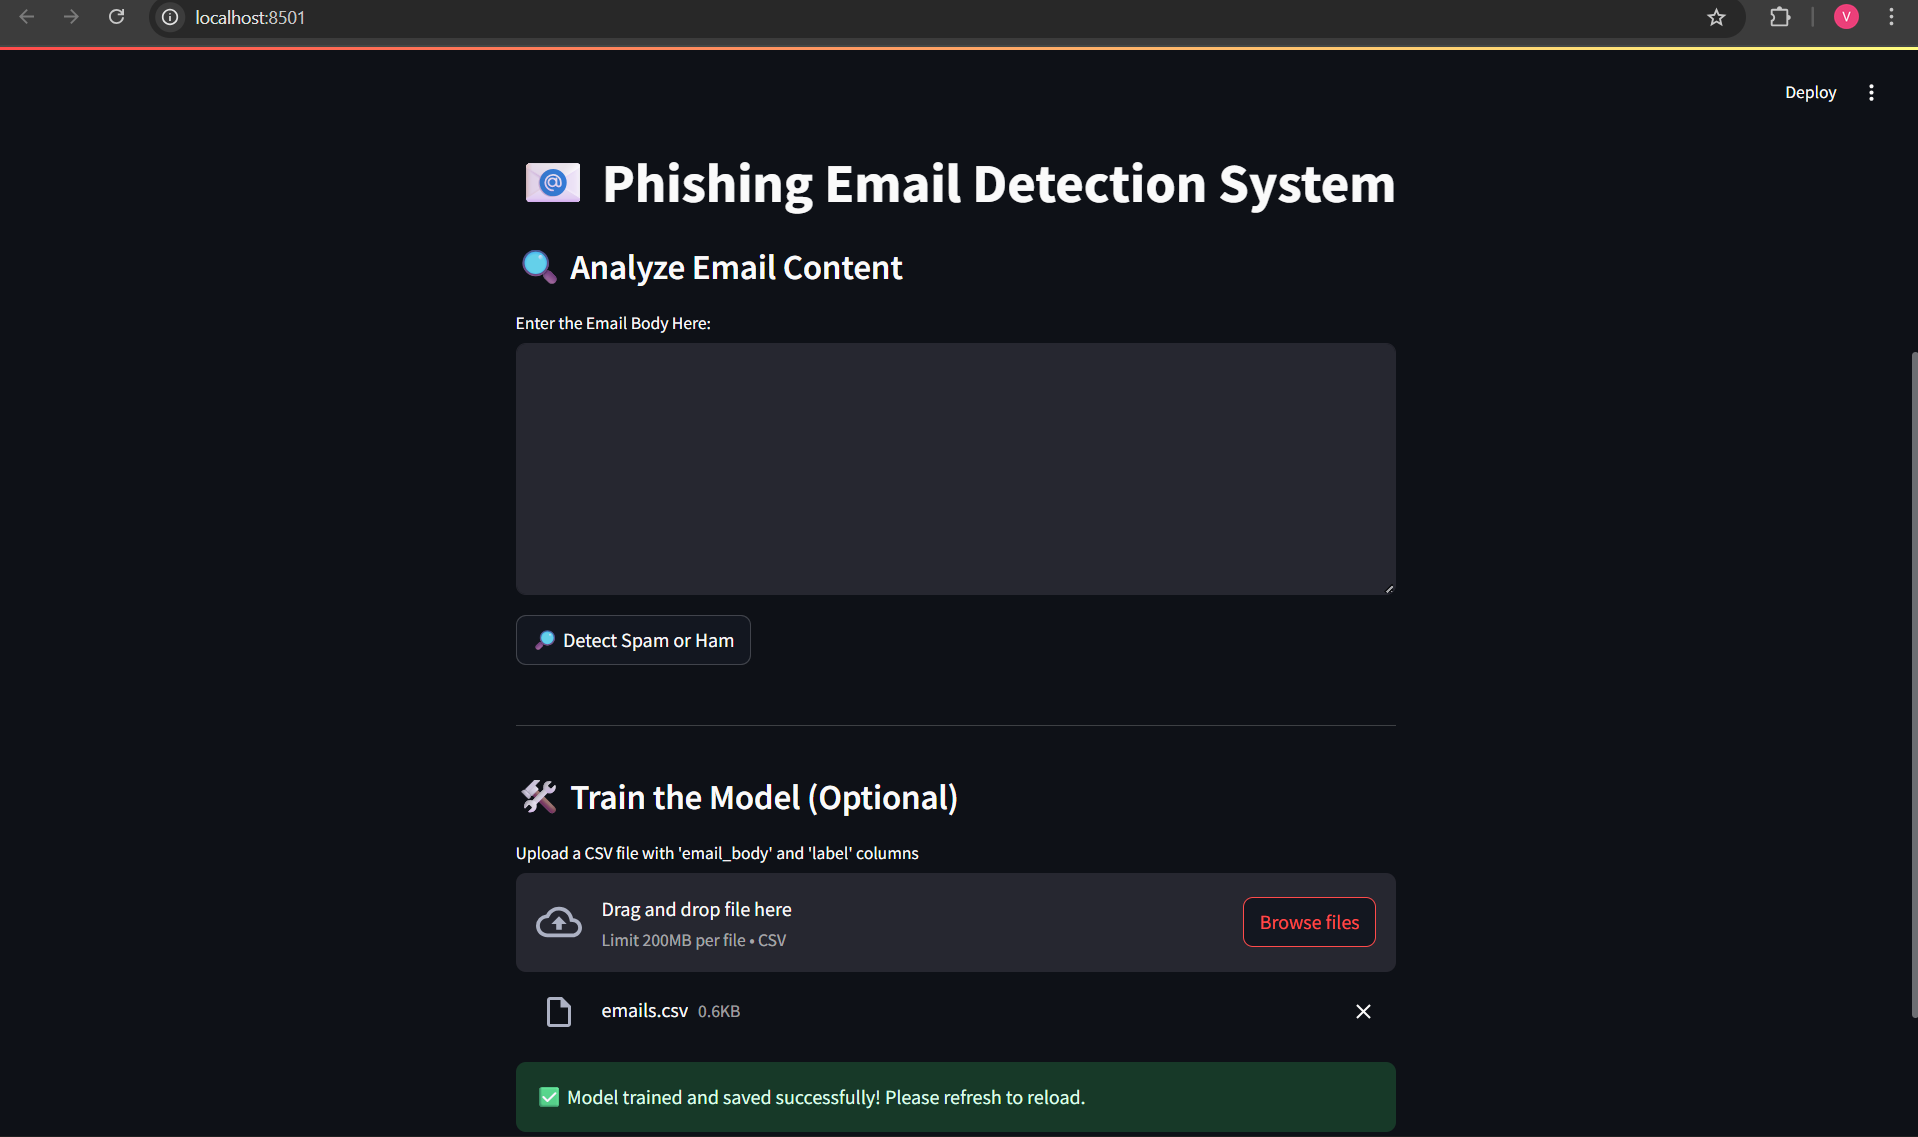 localhost:8501
V
Deploy
Phishing Email Detection System
Analyze Email Content
Enter the Email Body Here:
Detect Spam or Ham
Train the Model (Optional)
Upload a CSV file with 'email_body' and 'label' columns
Drag and drop file here
Limit 200MB per file • CSV
Browse files
emails.csv 0.6KB
Model trained and saved successfully! Please refresh to reload.